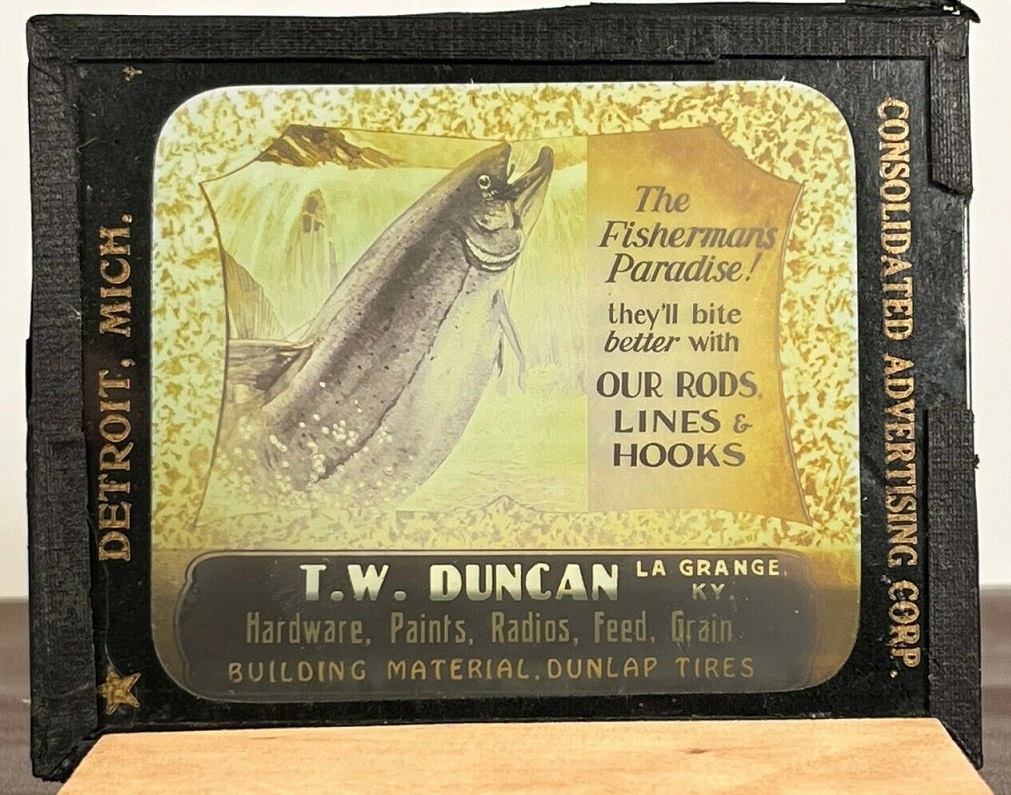 The
Fisherman's
Paradise!
they'll bite
better with
OUR RODS,
LINES &
HOOKS
T.W. DUNCAN LA GRANGE,
KY.
Hardware, Paints, Radios, Feed, Grain
BUILDING MATERIAL, DUNLAP TIRES
DETROIT, MICH.
CONSOLIDATED ADVERTISING CORP.